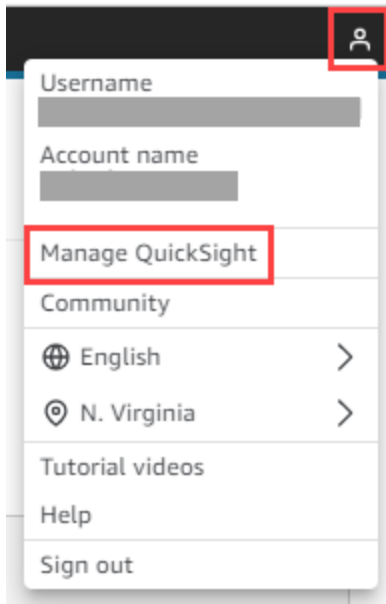 Username
Account name
Manage QuickSight
Community
English
N. Virginia
Tutorial videos
Help
Sign out